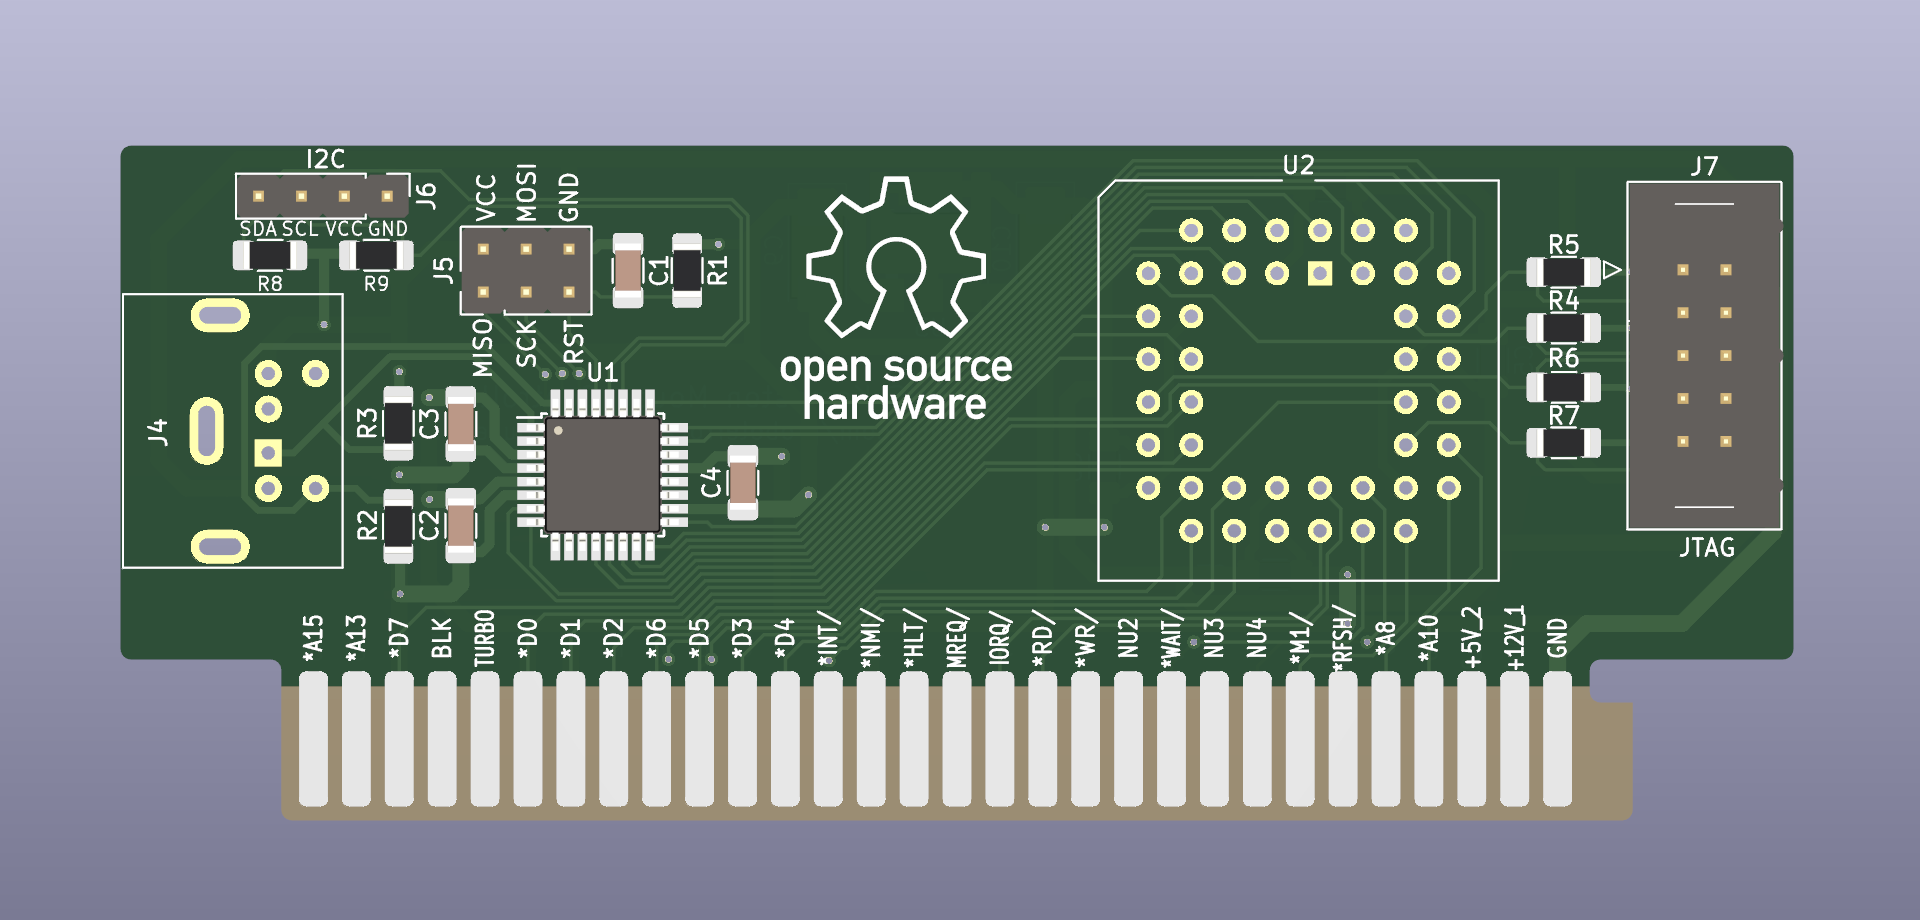 I2C
J6
SDA SCL VCC GND
R8
R9
VCC
MOSI
GND
J5
MISO
SCK
RST
C1
R1
open source
hardware
U2
J7
R5
R4
R6
R7
JTAG
J4
R3
C3
R2
C2
U1
C4
*A15
*A13
*D7
BLK
TURBO
*D0
*D1
*D2
*D6
*D5
*D3
*D4
*INT/
*NMI/
*HLT/
MREQ/
IORQ/
*RD/
*WR/
NU2
*WAIT/
NU3
NU4
*M1/
*RFSH/
*A8
*A10
+5V_2
+12V_1
GND